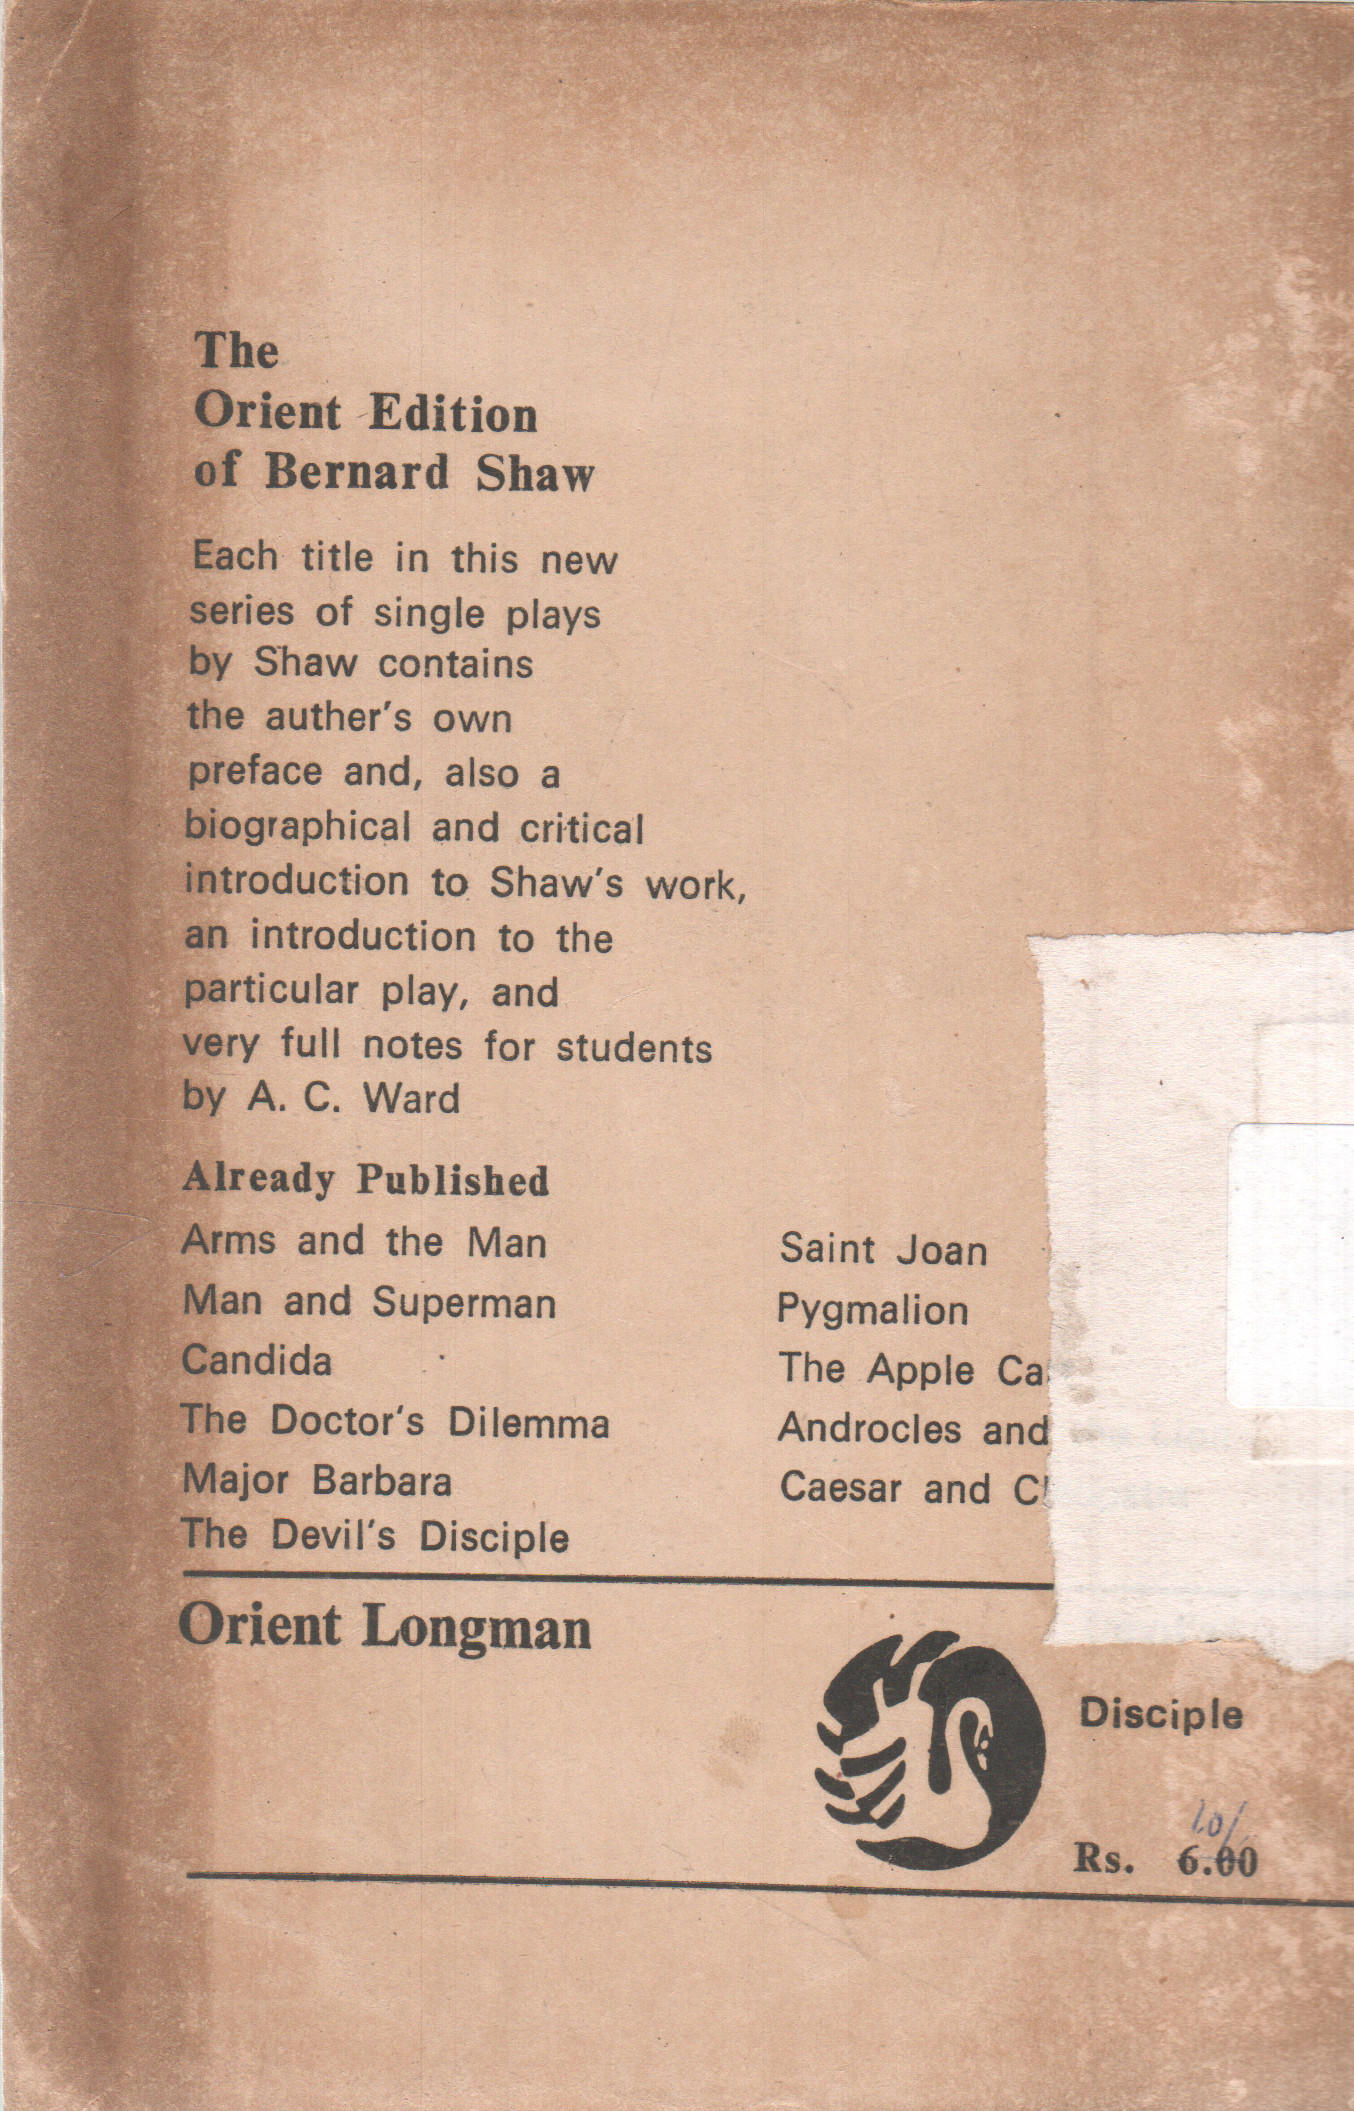 The
Orient Edition
of Bernard Shaw
Each title in this new
series of single plays
by Shaw contains
the auther's own
preface and, also a
biographical and critical
introduction to Shaw's work,
an introduction to the
particular play, and
very full notes for students
by A. C. Ward
Already Published
Arms and the Man
Man and Superman
Candida
The Doctor's Dilemma
Major Barbara
The Devil's Disciple
Saint Joan
Pygmalion
The Apple
Androcles and
Caesar and
Orient Longman
Disciple
Rs. 6.00